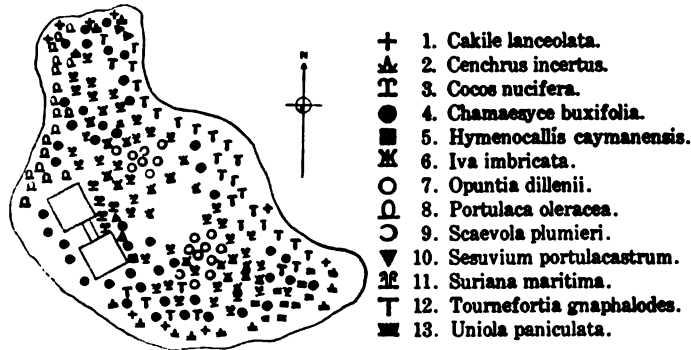 N
1. Cakile lanceolata.
2. Cenchrus incertus.
3. Cocos nucifera.
4. Chamaesyce buxifolia.
5. Hymenocallis caymanensis.
6. Iva imbricata.
7. Opuntia dillenii.
8. Portulaca oleracea.
9. Scaevola plumieri.
10. Sesuvium portulacastrum.
11. Suriana maritima.
12. Tournefortia gnaphalodes.
13. Uniola paniculata.